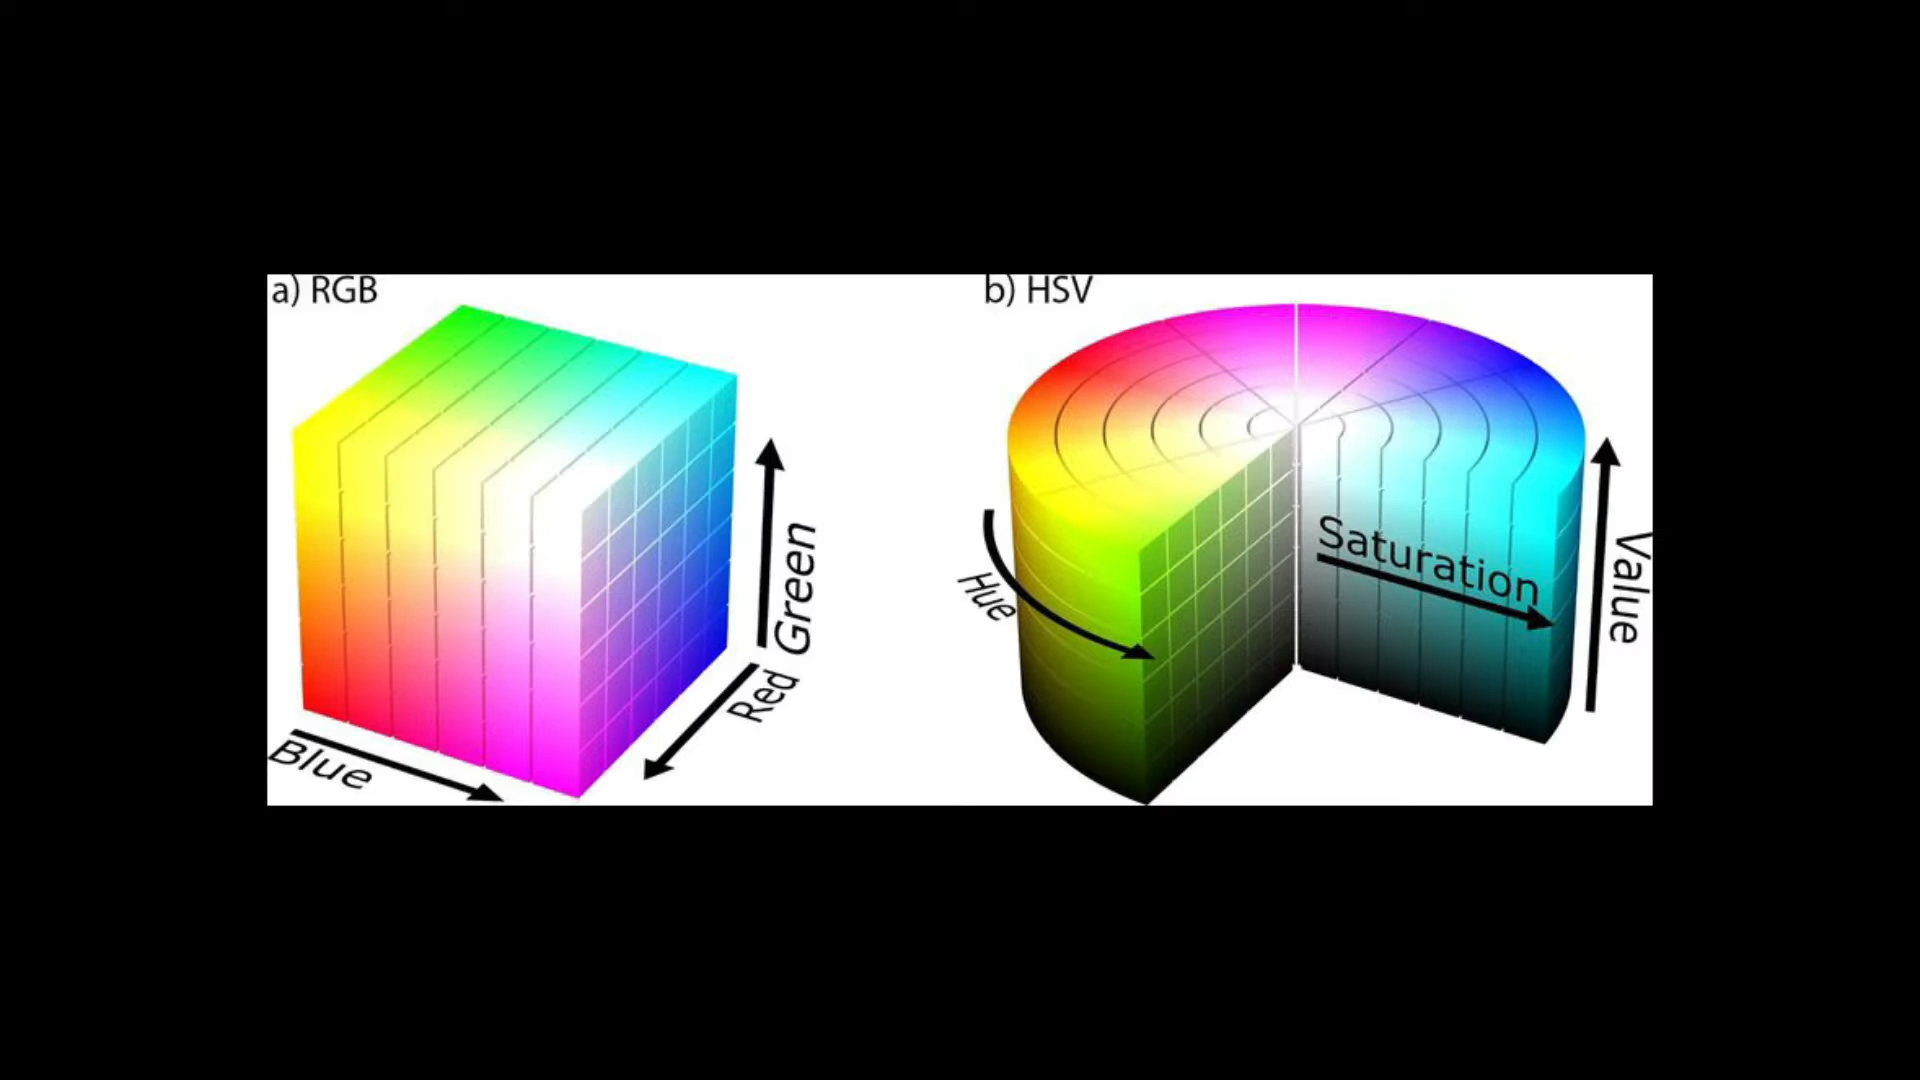 a) RGB
Green
Red
Blue
b) HSV
Hue
Saturation
Value